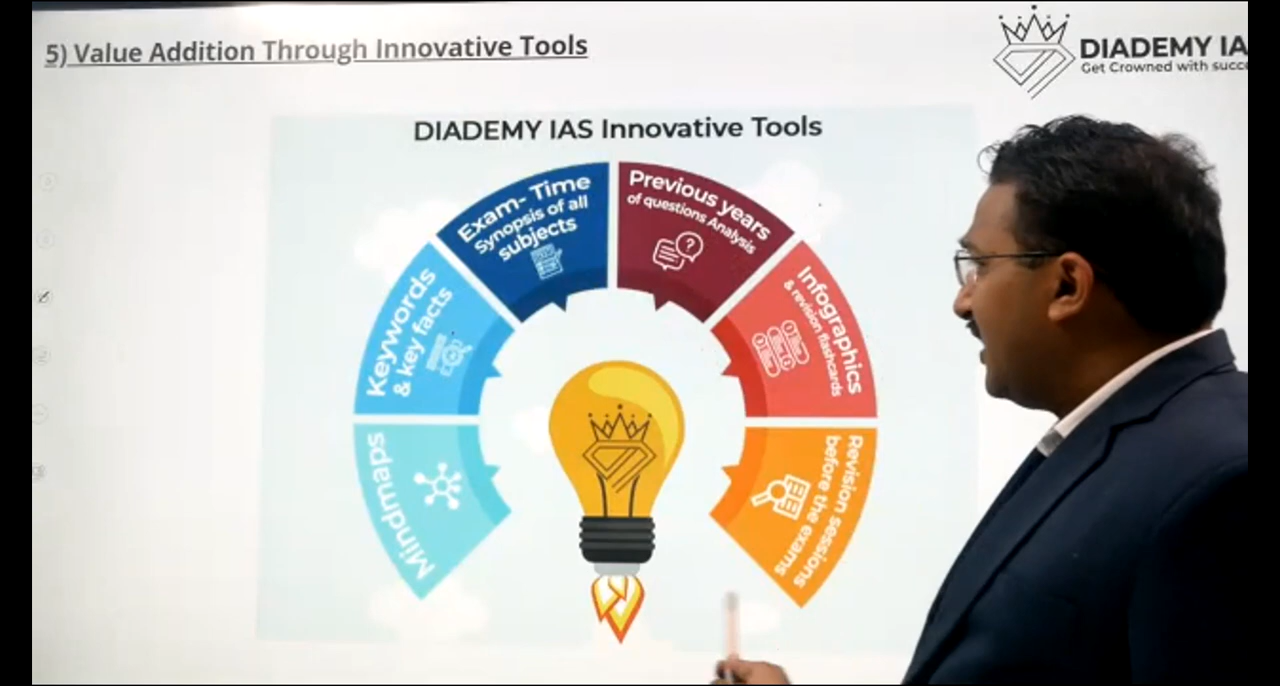 5) Value Addition Through Innovative Tools
DIADEMY IA
Get Crowned with succe
DIADEMY IAS Innovative Tools
Mindmaps
Keywords
& key facts
Exam- Time
Synopsis of all
subjects
Previous years
of questions Analysis
Infographics
& revision flashcards
Revision sessions
before the exams